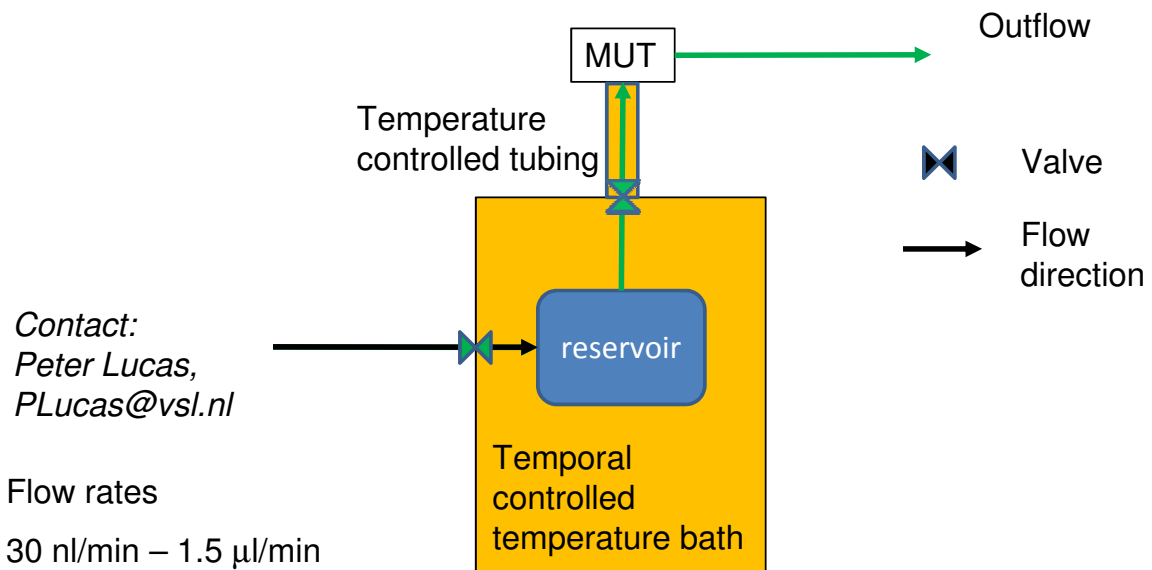 Outflow
MUT
Temperature
controlled tubing
Valve
Flow
direction
Contact:
Peter Lucas,
PLucas@vsl.nl
reservoir
Temporal
controlled
temperature bath
Flow rates
30 nl/min – 1.5 μl/min